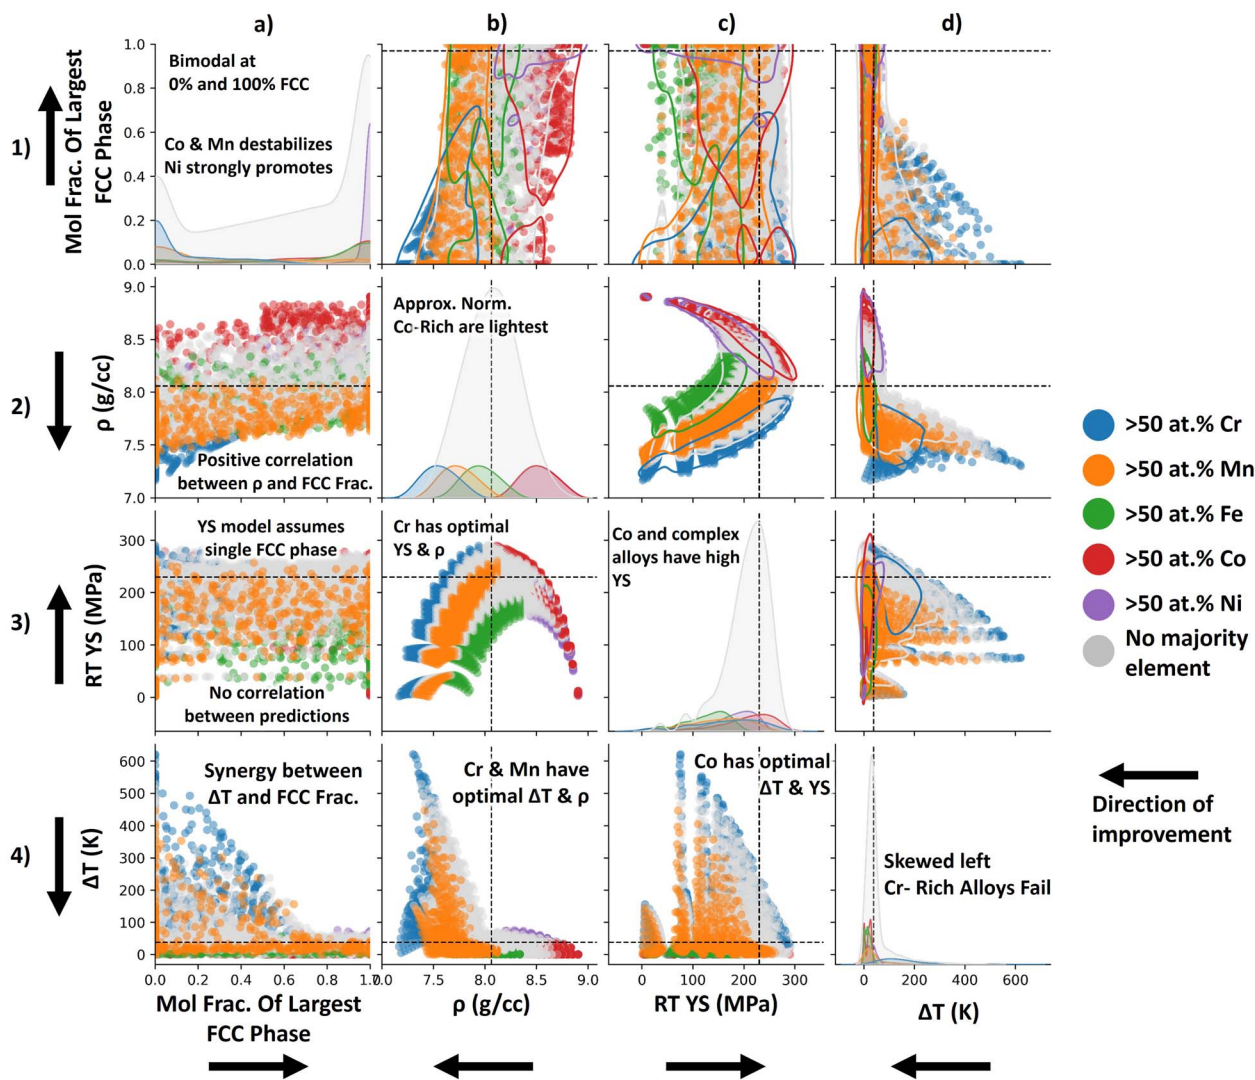 a)
b)
c)
d)
1)
Mol Frac. Of Largest
FCC Phase
1.0
0.8
0.6
0.4
0.2
0.0
Bimodal at
0% and 100% FCC
Co & Mn destabilizes
Ni strongly promotes
2)
ρ (g/cc)
9.0
8.5
8.0
7.5
7.0
Positive correlation
between ρ and FCC Frac.
Approx. Norm.
Co-Rich are lightest
3)
RT YS (MPa)
300
200
100
0
YS model assumes
single FCC phase
No correlation
between predictions
Cr has optimal
YS & ρ
Co and complex
alloys have high
YS
4)
ΔT (K)
600
500
400
300
200
100
0
Synergy between
ΔT and FCC Frac.
Cr & Mn have
optimal ΔT & ρ
Co has optimal
ΔT & YS
Skewed left
Cr- Rich Alloys Fail
0.0 0.2 0.4 0.6 0.8 1.0
7.5 8.0 8.5 9.0
0 100 200 300
0 200 400 600
Mol Frac. Of Largest
FCC Phase
ρ (g/cc)
RT YS (MPa)
ΔT (K)
>50 at.% Cr
>50 at.% Mn
>50 at.% Fe
>50 at.% Co
>50 at.% Ni
No majority
element
Direction of
improvement